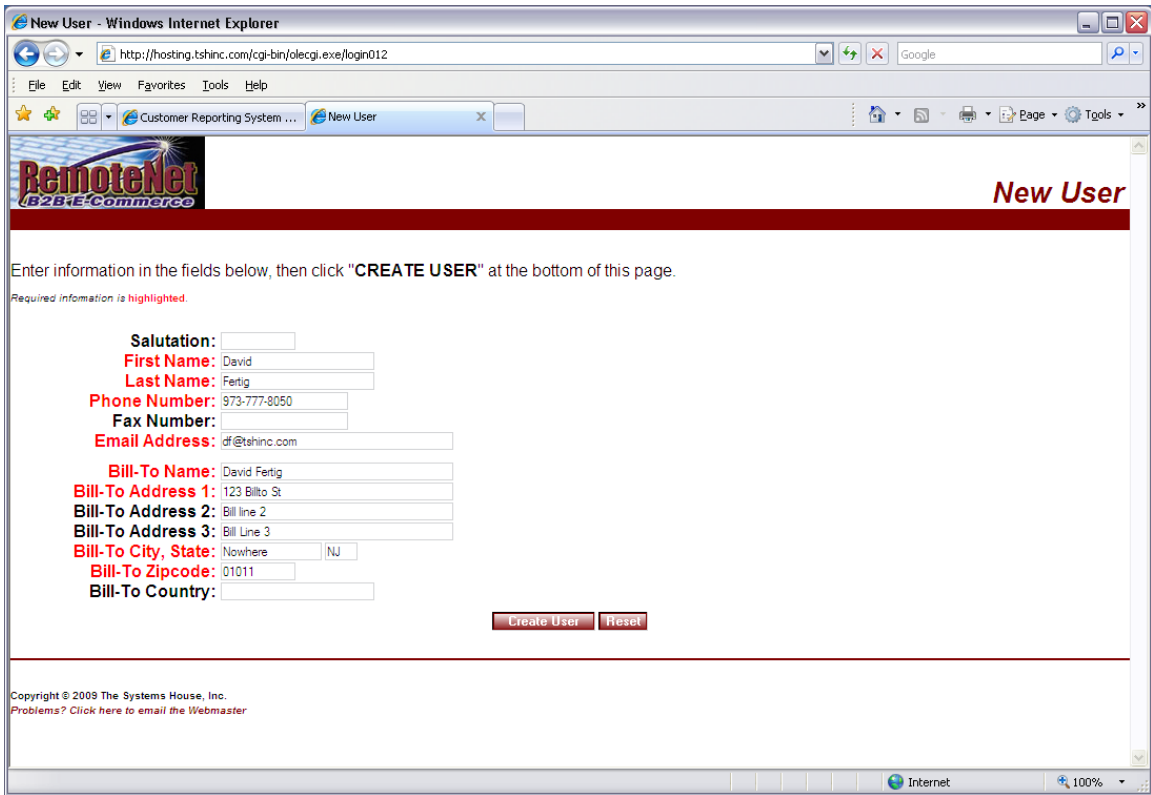 New User - Windows Internet Explorer
http://hosting.tshinc.com/cgi-bin/olecgi.exe/login012
Google
File Edit View Favorites Tools Help
Customer Reporting System ... New User X Page Tools »
RemoteNet
B2B E-Commerce
New User
Enter information in the fields below, then click "CREATE USER" at the bottom of this page.
Required infomation is highlighted.
Salutation:
First Name: David
Last Name: Fertig
Phone Number: 973-777-8050
Fax Number:
Email Address: df@tshinc.com
Bill-To Name: David Fertig
Bill-To Address 1: 123 Billto St
Bill-To Address 2: Bill line 2
Bill-To Address 3: Bill Line 3
Bill-To City, State: Nowhere NJ
Bill-To Zipcode: 01011
Bill-To Country:
Create User Reset
Copyright © 2009 The Systems House, Inc.
Problems? Click here to email the Webmaster
Internet 100%